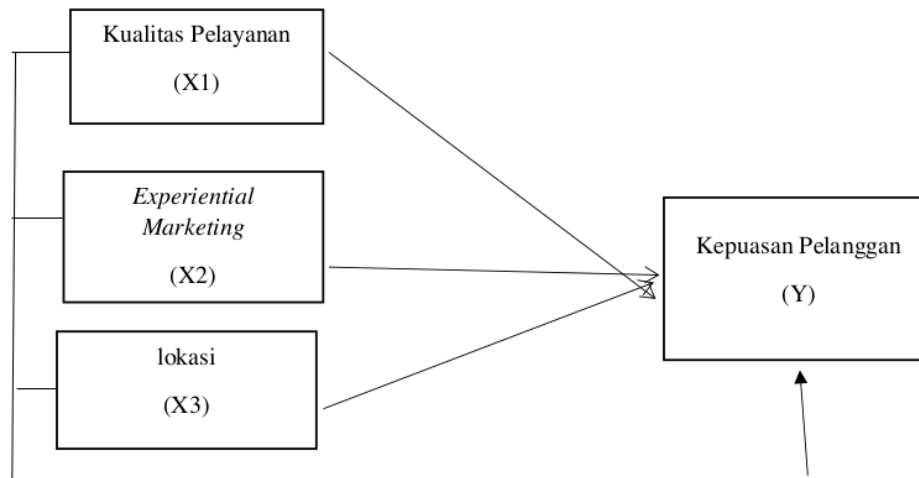 Kualitas Pelayanan
(X1)
Experiential
Marketing
(X2)
lokasi
(X3)
Kepuasan Pelanggan
(Y)